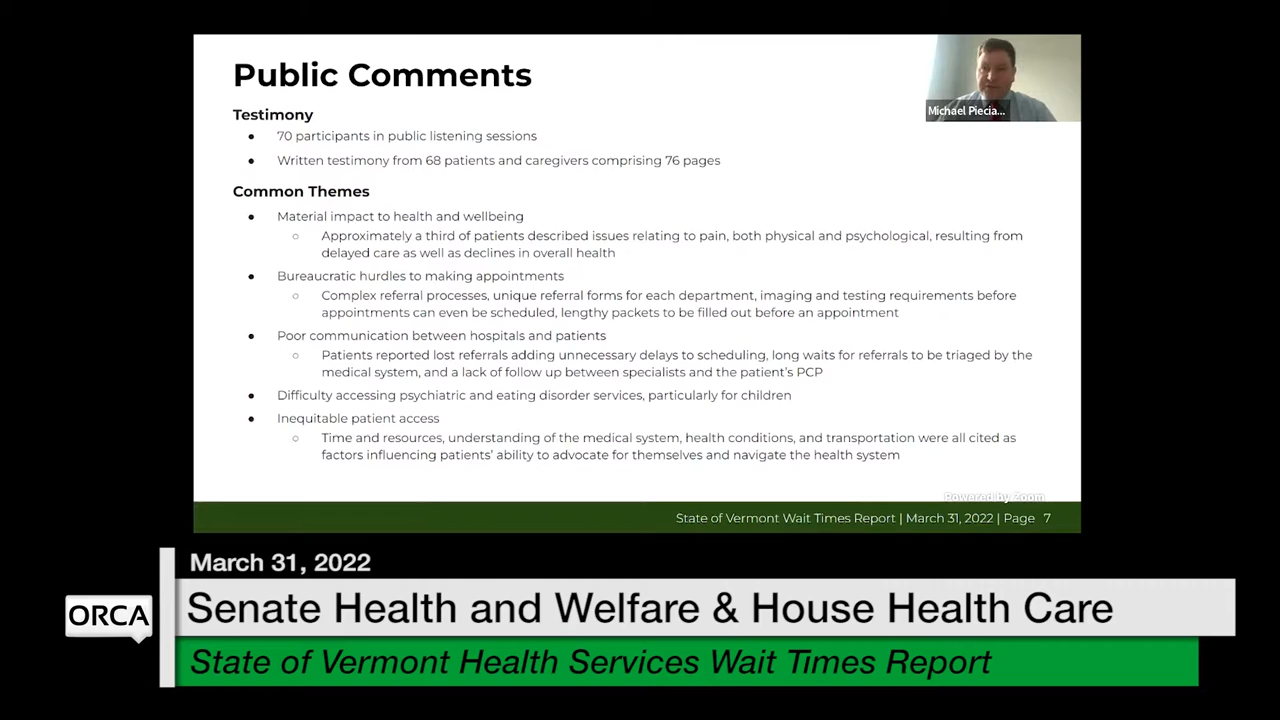 Public Comments
Michael Piecia...
Testimony
● 70 participants in public listening sessions
● Written testimony from 68 patients and caregivers comprising 76 pages
Common Themes
● Material impact to health and wellbeing
○ Approximately a third of patients described issues relating to pain, both physical and psychological, resulting from
delayed care as well as declines in overall health
● Bureaucratic hurdles to making appointments
○ Complex referral processes, unique referral forms for each department, imaging and testing requirements before
appointments can even be scheduled, lengthy packets to be filled out before an appointment
● Poor communication between hospitals and patients
○ Patients reported lost referrals adding unnecessary delays to scheduling, long waits for referrals to be triaged by the
medical system, and a lack of follow up between specialists and the patient's PCP
● Difficulty accessing psychiatric and eating disorder services, particularly for children
● Inequitable patient access
○ Time and resources, understanding of the medical system, health conditions, and transportation were all cited as
factors influencing patients' ability to advocate for themselves and navigate the health system
Powered by Zoom
State of Vermont Wait Times Report | March 31, 2022 | Page 7
March 31, 2022
ORCA
Senate Health and Welfare & House Health Care
State of Vermont Health Services Wait Times Report